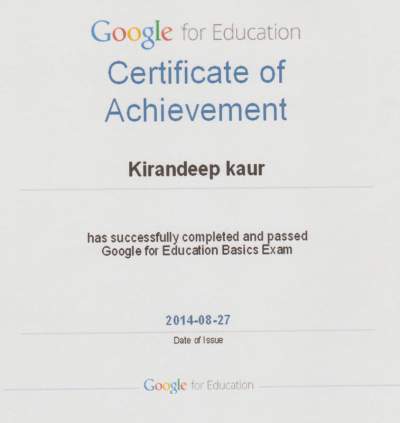 Google for Education
Certificate of
Achievement
Kirandeep kaur
has successfully completed and passed
Google for Education Basics Exam
2014-08-27
Date of Issue
Google for Education